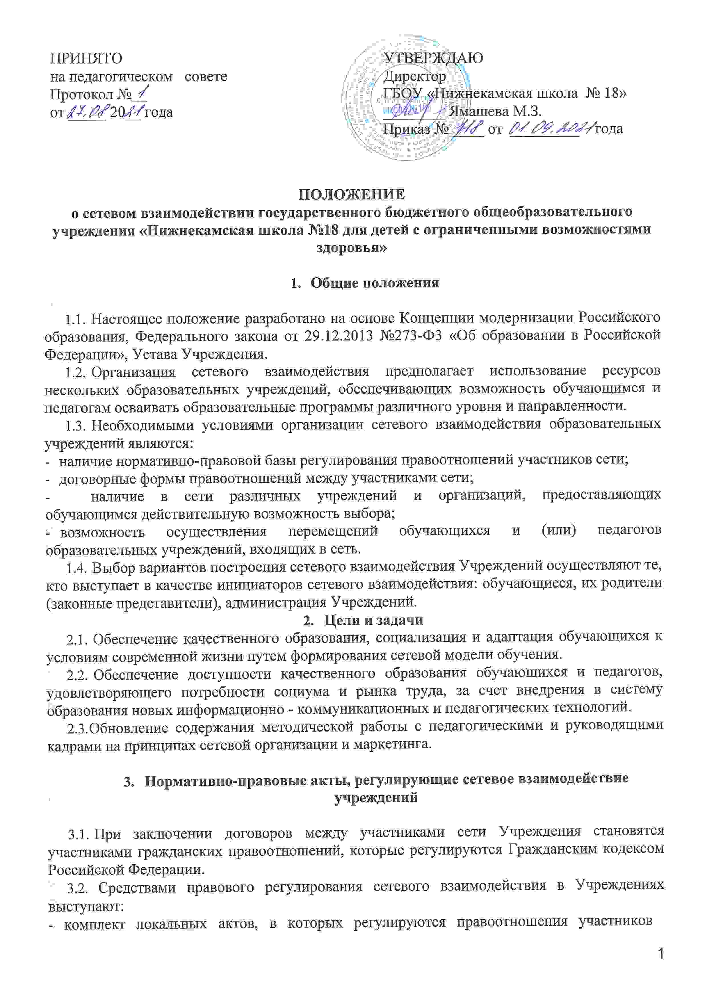 ПРИНЯТО
на педагогическом совете
Протокол № 1
от 27.08 2021 года
УТВЕРЖДАЮ
Директор
ГБОУ «Нижнекамская школа № 18»
Ямашева М.З.
Приказ № 118 от 01.09.2021 года
ПОЛОЖЕНИЕ
о сетевом взаимодействии государственного бюджетного общеобразовательного
учреждения «Нижнекамская школа №18 для детей с ограниченными возможностями
здоровья»
1. Общие положения
1.1. Настоящее положение разработано на основе Концепции модернизации Российского
образования, Федерального закона от 29.12.2013 №273-ФЗ «Об образовании в Российской
Федерации», Устава Учреждения.
1.2. Организация сетевого взаимодействия предполагает использование ресурсов
нескольких образовательных учреждений, обеспечивающих возможность обучающимся и
педагогам осваивать образовательные программы различного уровня и направленности.
1.3. Необходимыми условиями организации сетевого взаимодействия образовательных
учреждений являются:
- наличие нормативно-правовой базы регулирования правоотношений участников сети;
- договорные формы правоотношений между участниками сети;
- наличие в сети различных учреждений и организаций, предоставляющих
обучающимся действительную возможность выбора;
- возможность осуществления перемещений обучающихся и (или) педагогов
образовательных учреждений, входящих в сеть.
1.4. Выбор вариантов построения сетевого взаимодействия Учреждений осуществляют те,
кто выступает в качестве инициаторов сетевого взаимодействия: обучающиеся, их родители
(законные представители), администрация Учреждений.
2. Цели и задачи
2.1. Обеспечение качественного образования, социализация и адаптация обучающихся к
условиям современной жизни путем формирования сетевой модели обучения.
2.2. Обеспечение доступности качественного образования обучающихся и педагогов,
удовлетворяющего потребности социума и рынка труда, за счет внедрения в систему
образования новых информационно - коммуникационных и педагогических технологий.
2.3.Обновление содержания методической работы с педагогическими и руководящими
кадрами на принципах сетевой организации и маркетинга.
3. Нормативно-правовые акты, регулирующие сетевое взаимодействие
учреждений
3.1. При заключении договоров между участниками сети Учреждения становятся
участниками гражданских правоотношений, которые регулируются Гражданским кодексом
Российской Федерации.
3.2. Средствами правового регулирования сетевого взаимодействия в Учреждениях
выступают:
- комплект локальных актов, в которых регулируются правоотношения участников
1